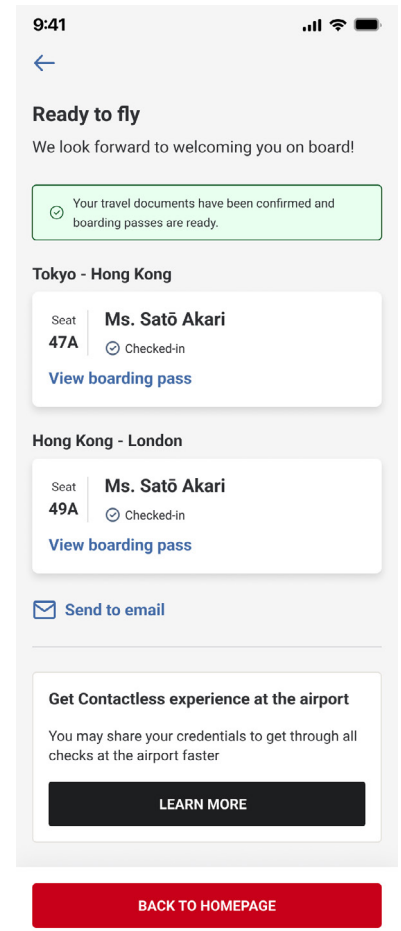 9:41
Ready to fly
We look forward to welcoming you on board!
Your travel documents have been confirmed and
boarding passes are ready.
Tokyo - Hong Kong
Seat
47A
Ms. Satō Akari
Checked-in
View boarding pass
Hong Kong - London
Seat
49A
Ms. Satō Akari
Checked-in
View boarding pass
Send to email
Get Contactless experience at the airport
You may share your credentials to get through all
checks at the airport faster
LEARN MORE
BACK TO HOMEPAGE